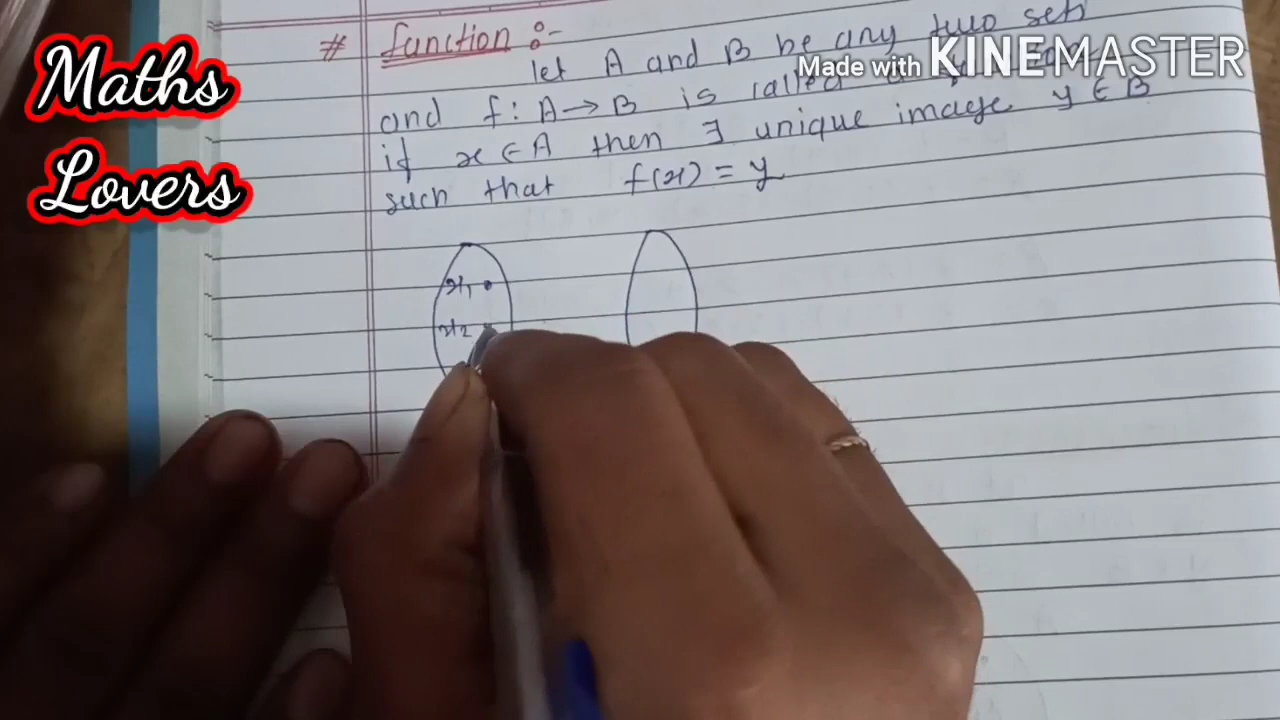 Maths
Lovers
Made with KINEMASTER
# function :-
let A and B be any two sets
and f : A → B is called
if x ∈ A then ∃ unique image y ∈ B
such that f(x) = y
x₁
x₂